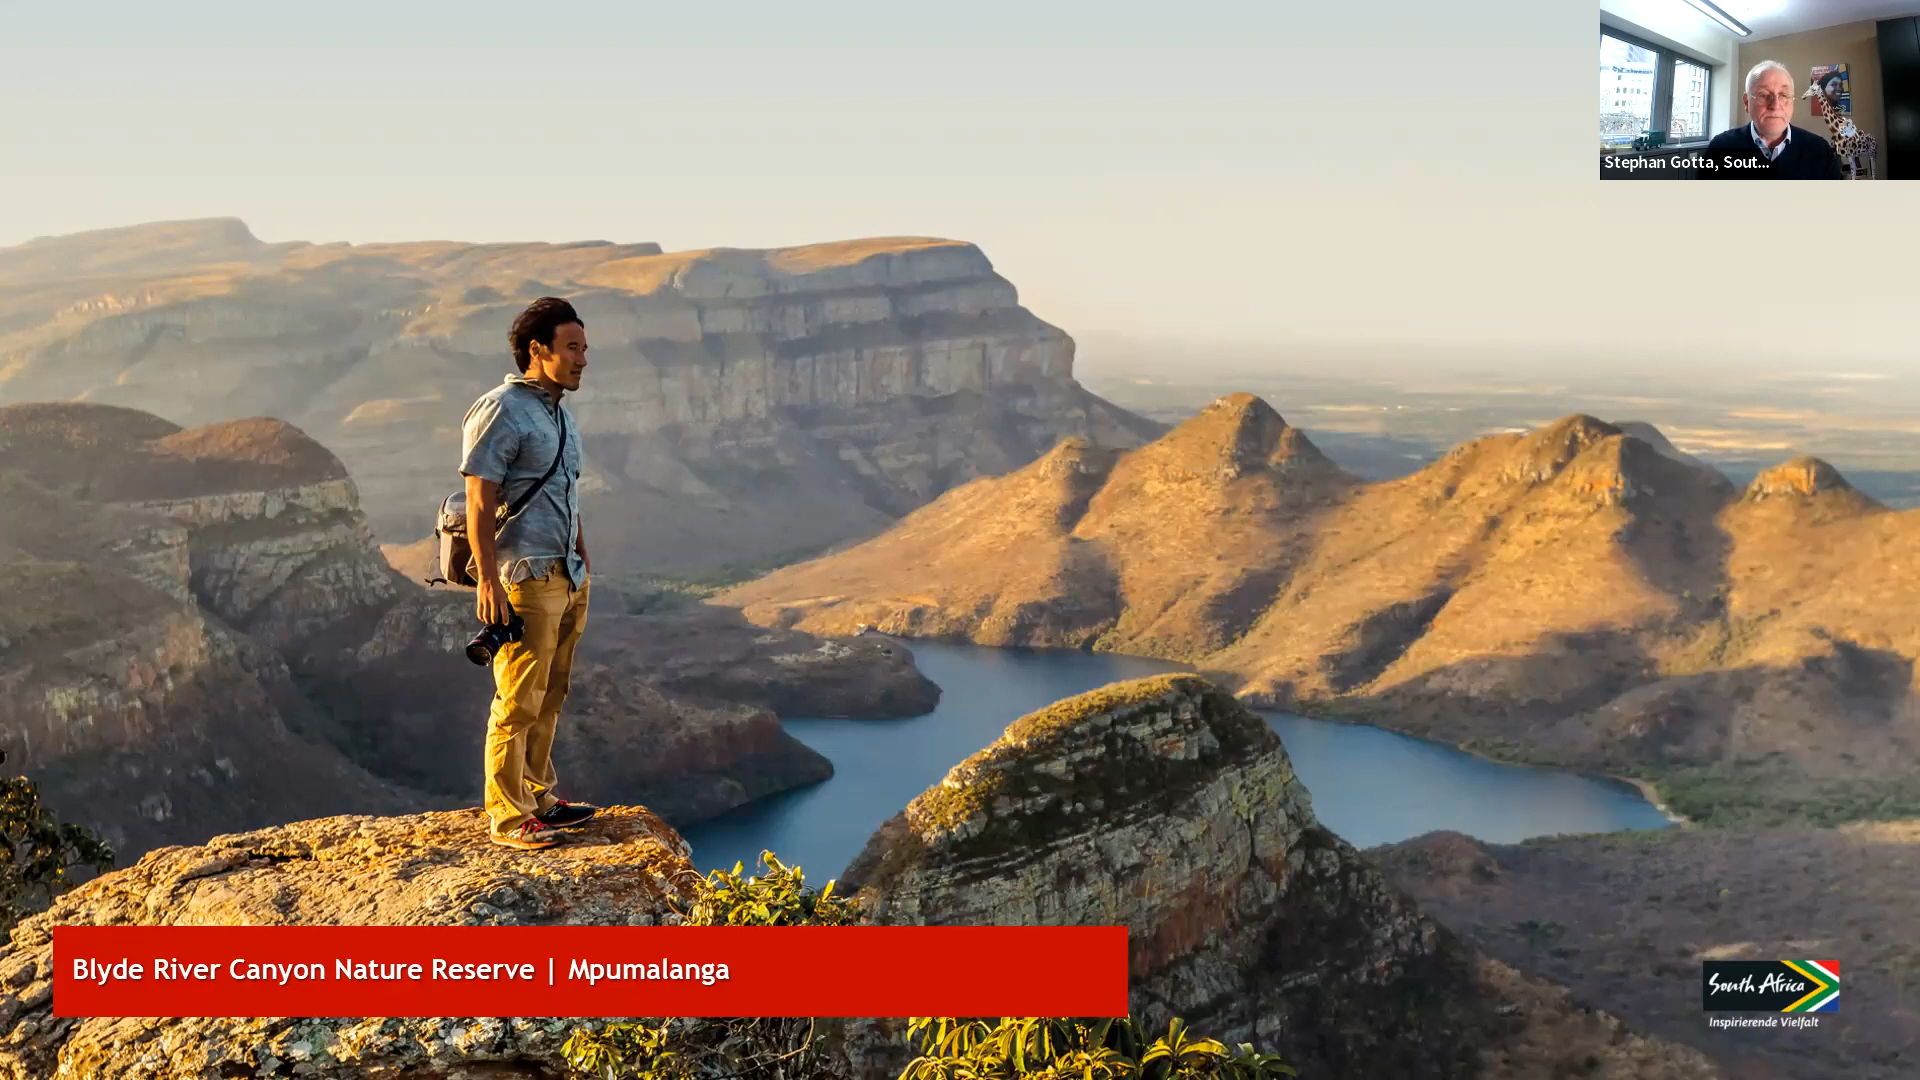 Stephan Gotta, Sout...
Blyde River Canyon Nature Reserve | Mpumalanga
South Africa
Inspirierende Vielfalt